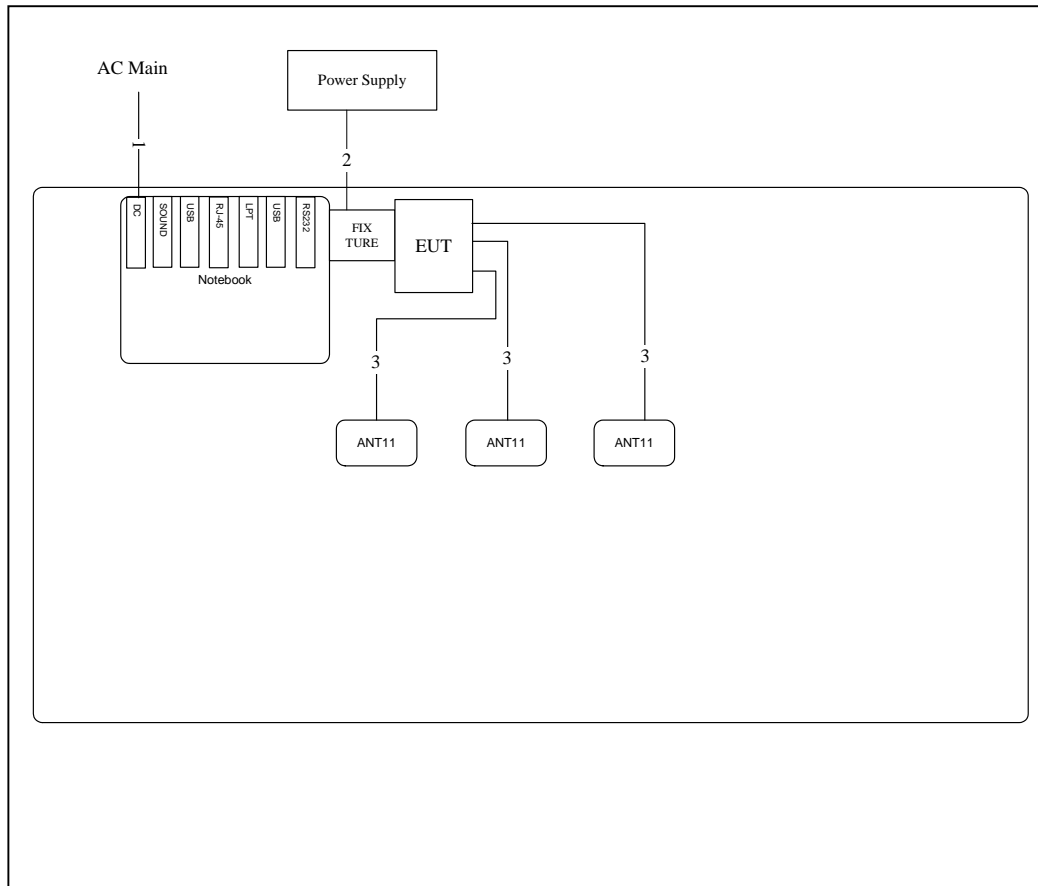 AC Main
Power Supply
1
2
DC
SOUND
USB
RJ-45
LPT
USB
RS232
Notebook
FIX
TURE
EUT
3
3
3
ANT11
ANT11
ANT11